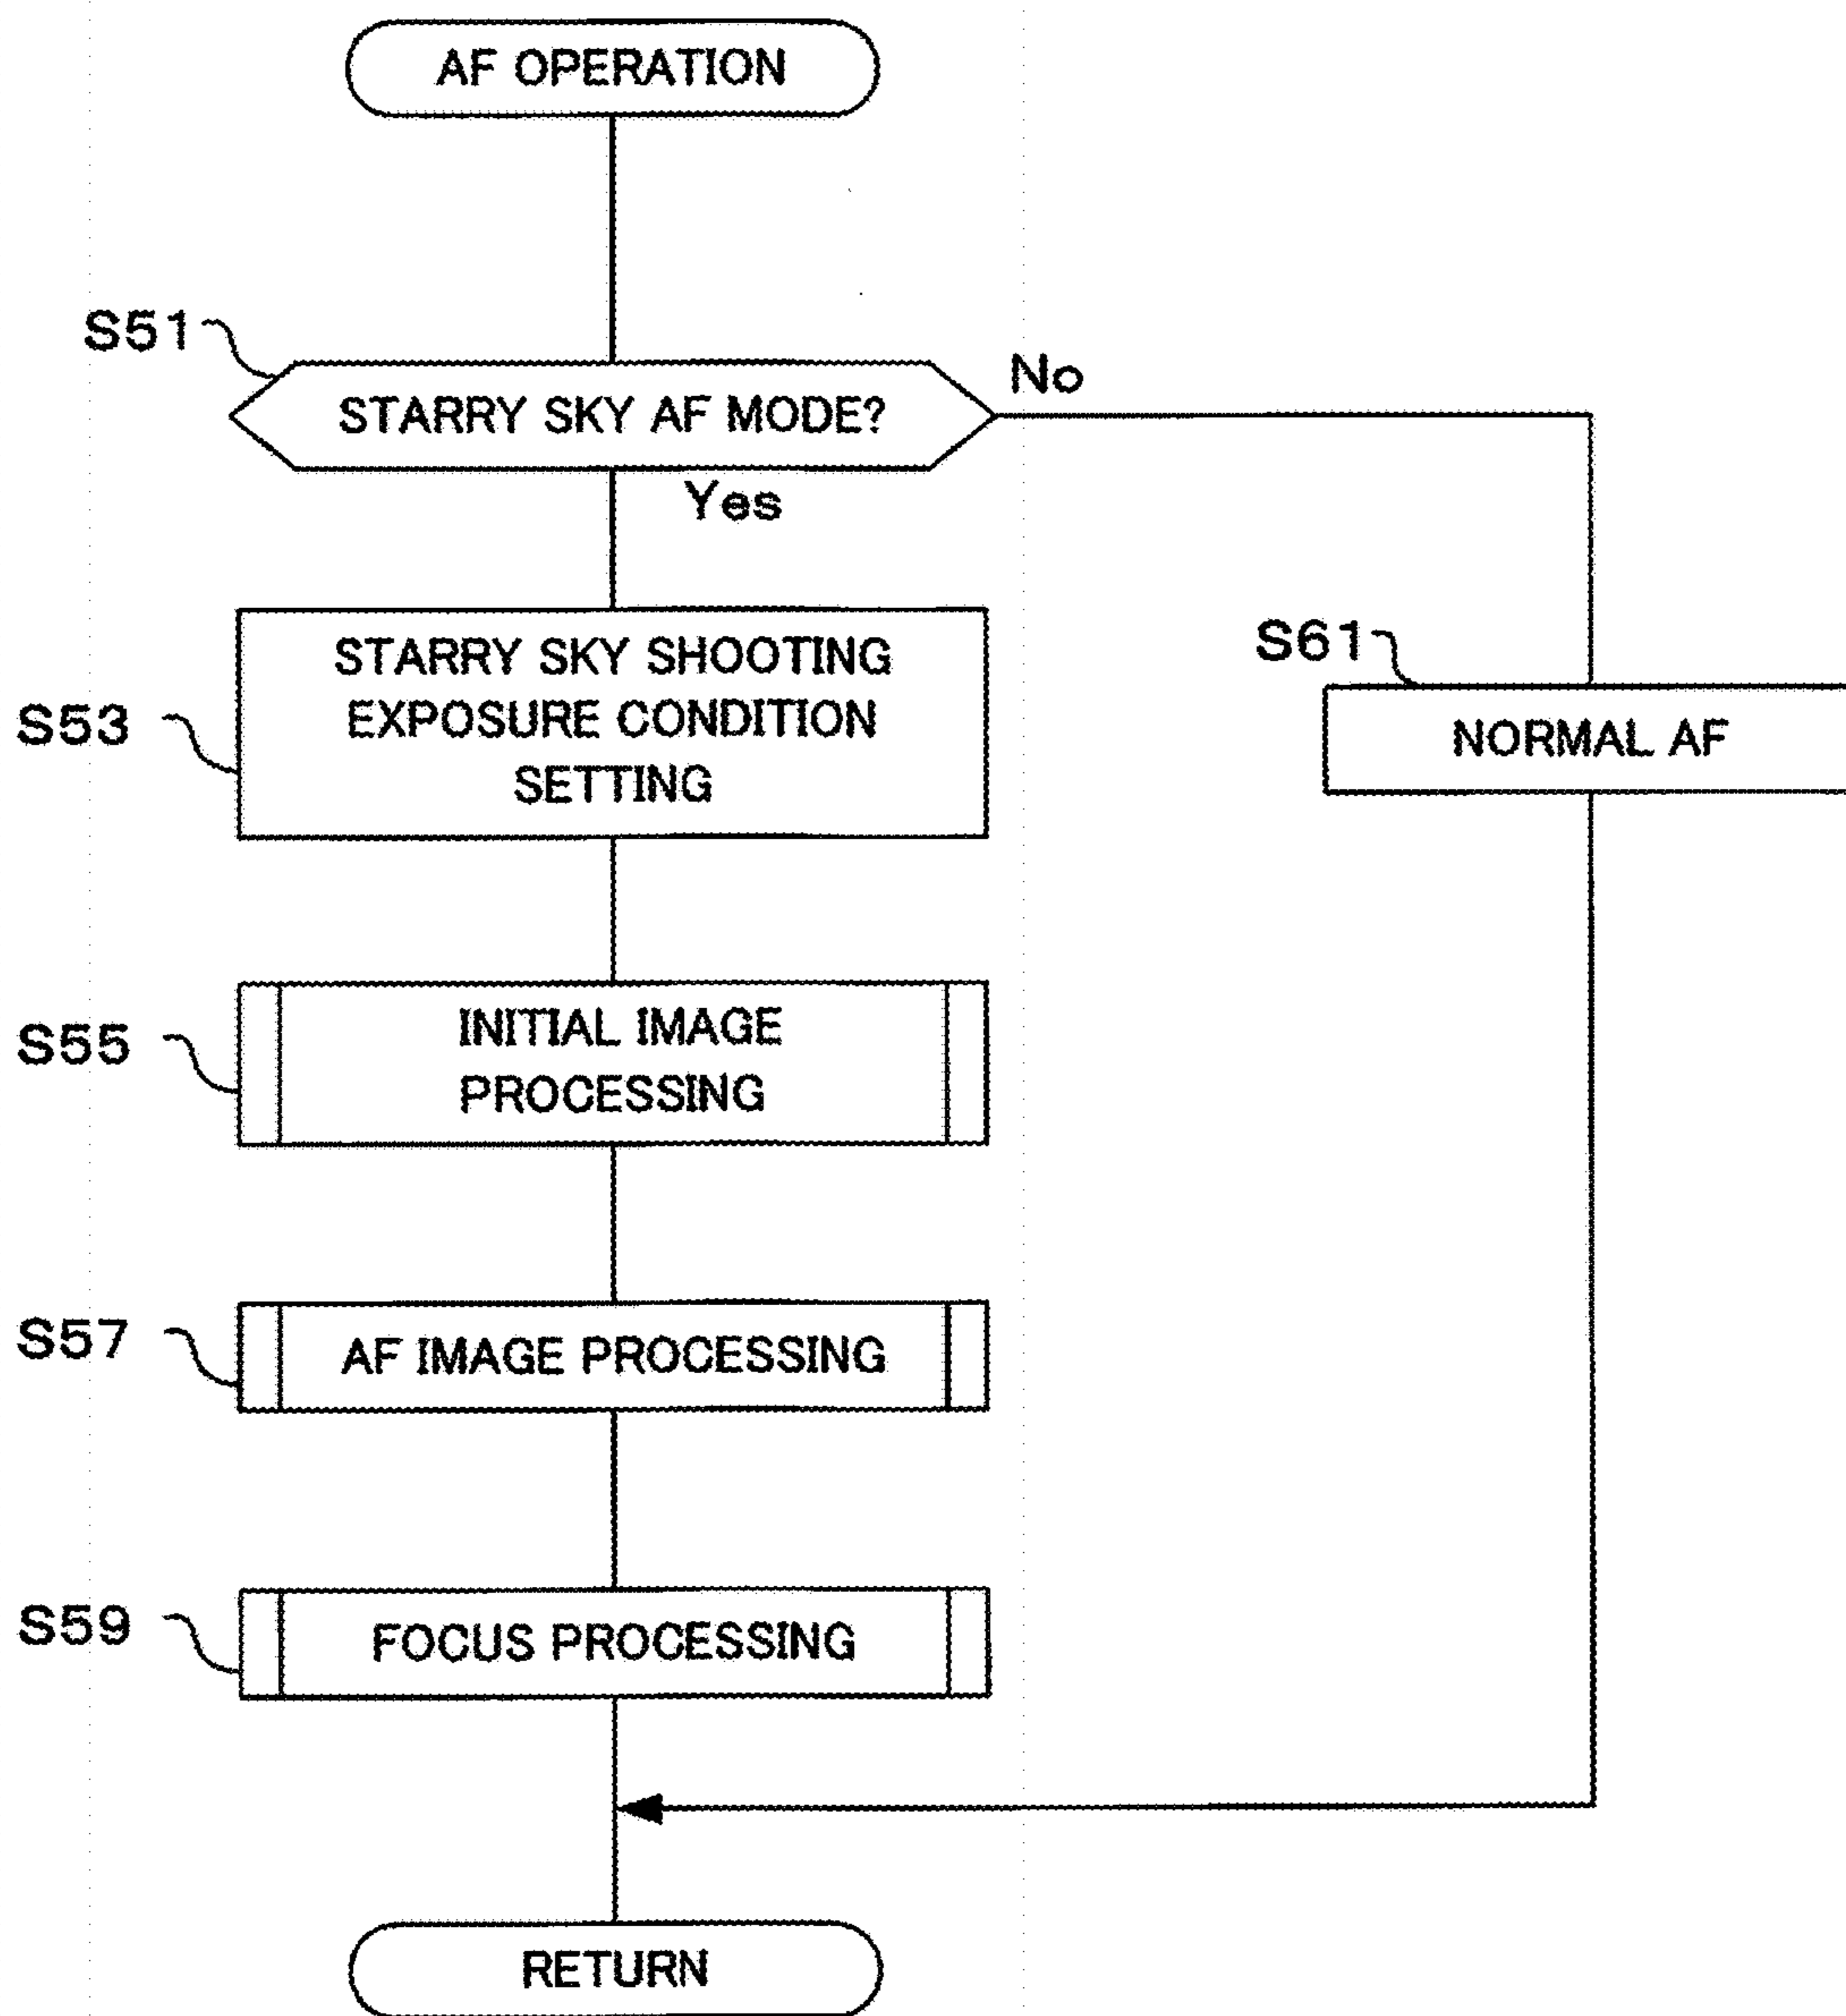 AF OPERATION
S51
STARRY SKY AF MODE?
No
Yes
S53
STARRY SKY SHOOTING
EXPOSURE CONDITION
SETTING
S61
NORMAL AF
S55
INITIAL IMAGE
PROCESSING
S57
AF IMAGE PROCESSING
S59
FOCUS PROCESSING
RETURN